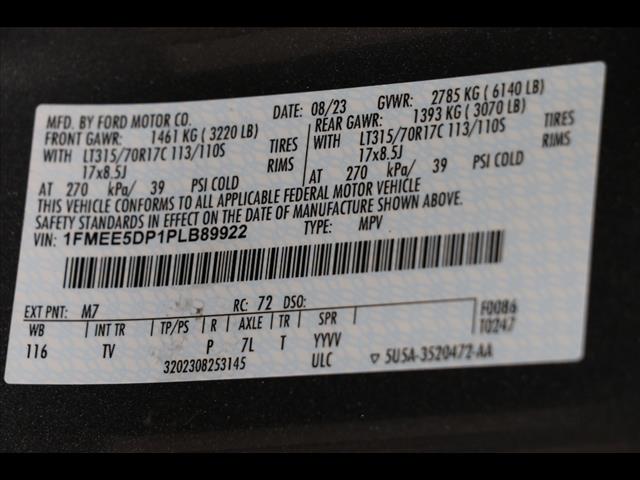 MFD. BY FORD MOTOR CO. DATE: 08/23 GVWR: 2785 KG (6140 LB)
FRONT GAWR: 1461 KG (3220 LB) REAR GAWR: 1393 KG (3070 LB)
WITH LT315/70R17C 113/110S TIRES WITH LT315/70R17C 113/110S TIRES
17x8.5J RIMS 17x8.5J RIMS
AT 270 kPa/ 39 PSI COLD AT 270 kPa/ 39 PSI COLD
THIS VEHICLE CONFORMS TO ALL APPLICABLE FEDERAL MOTOR VEHICLE
SAFETY STANDARDS IN EFFECT ON THE DATE OF MANUFACTURE SHOWN ABOVE.
VIN: 1FMEE5DP1PLB89922 TYPE: MPV
EXT PNT: M7 RC: 72 DSO: F0086
WB INT TR TP/PS R AXLE TR SPR T0247
116 TV P 7L T YYVV
3202308253145 ULC ▽ 5U5A-3520472-AA